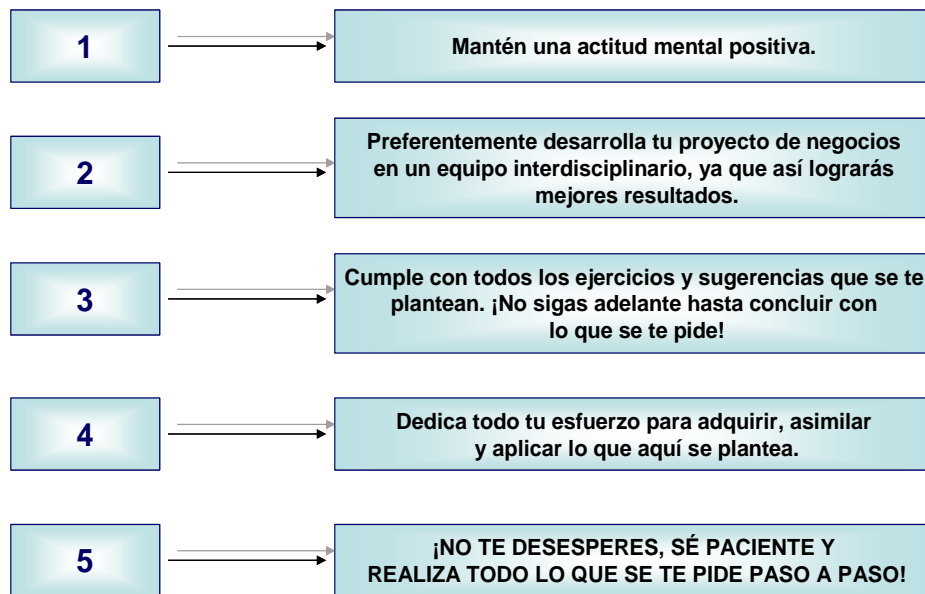 1
Mantén una actitud mental positiva.
2
Preferentemente desarrolla tu proyecto de negocios
en un equipo interdisciplinario, ya que así lograrás
mejores resultados.
3
Cumple con todos los ejercicios y sugerencias que se te
plantean. ¡No sigas adelante hasta concluir con
lo que se te pide!
4
Dedica todo tu esfuerzo para adquirir, asimilar
y aplicar lo que aquí se plantea.
5
¡NO TE DESESPERES, SÉ PACIENTE Y
REALIZA TODO LO QUE SE TE PIDE PASO A PASO!